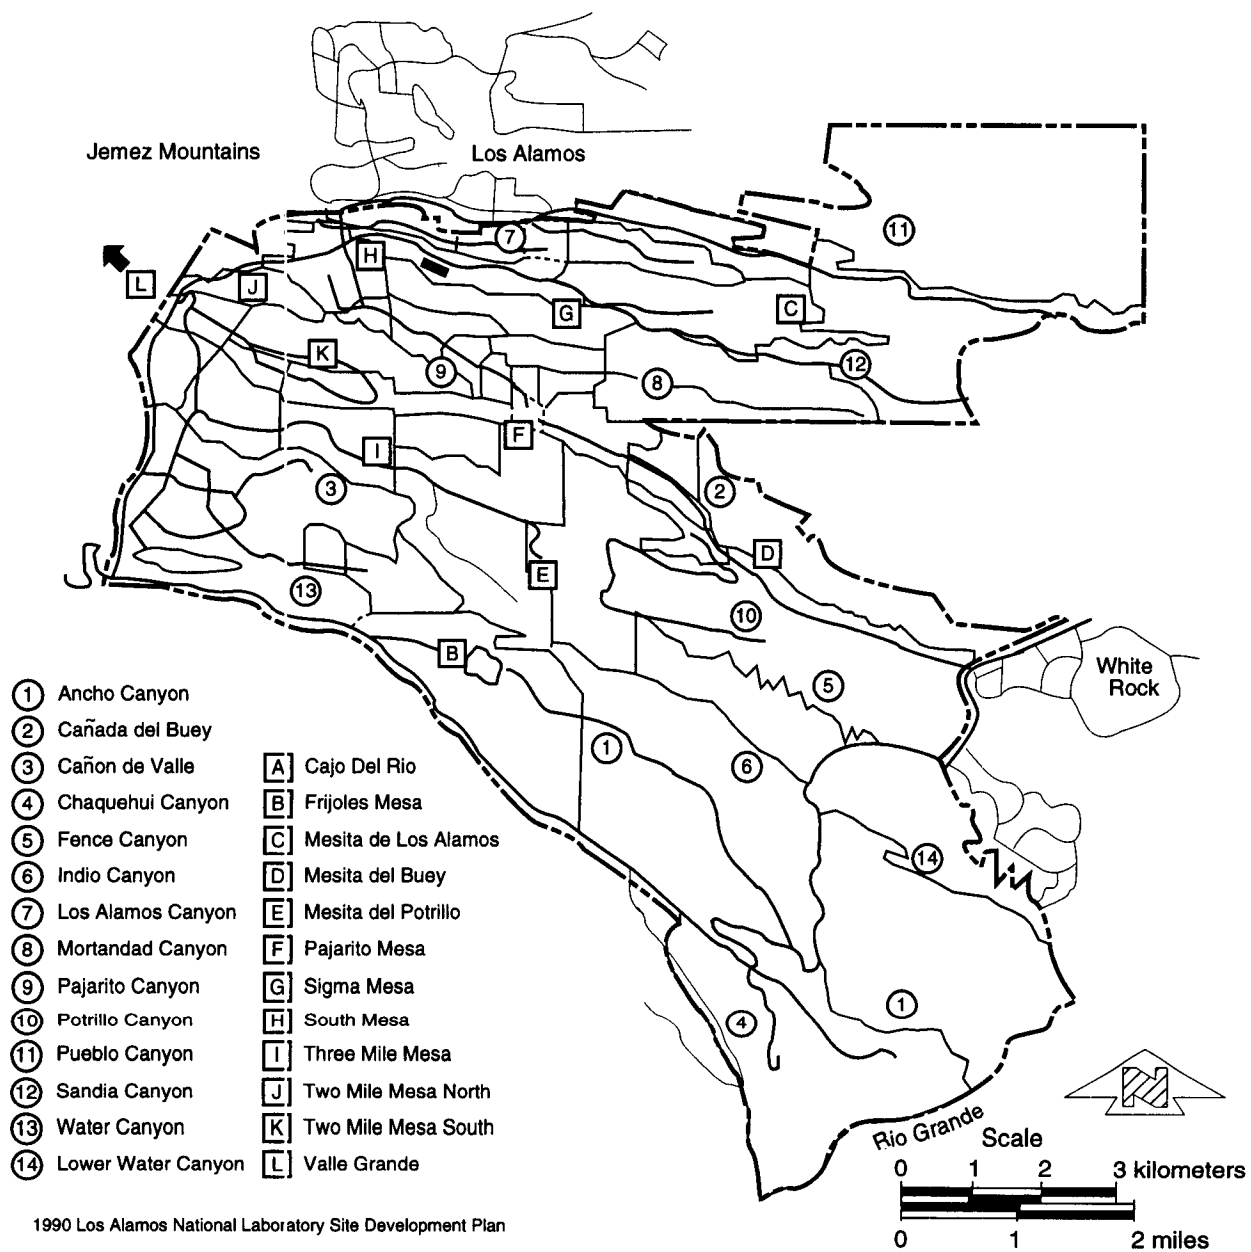 Jemez Mountains
Los Alamos
11
7
H
L
J
G
C
K
9
8
12
F
I
3
2
D
E
13
10
B
White
Rock
5
1
6
14
4
1
1 Ancho Canyon
2 Cañada del Buey
3 Cañon de Valle
4 Chaquehui Canyon
5 Fence Canyon
6 Indio Canyon
7 Los Alamos Canyon
8 Mortandad Canyon
9 Pajarito Canyon
10 Potrillo Canyon
11 Pueblo Canyon
12 Sandia Canyon
13 Water Canyon
14 Lower Water Canyon
A Cajo Del Rio
B Frijoles Mesa
C Mesita de Los Alamos
D Mesita del Buey
E Mesita del Potrillo
F Pajarito Mesa
G Sigma Mesa
H South Mesa
I Three Mile Mesa
J Two Mile Mesa North
K Two Mile Mesa South
L Valle Grande
N
Rio Grande
Scale
0 1 2 3 kilometers
0 1 2 miles
1990 Los Alamos National Laboratory Site Development Plan